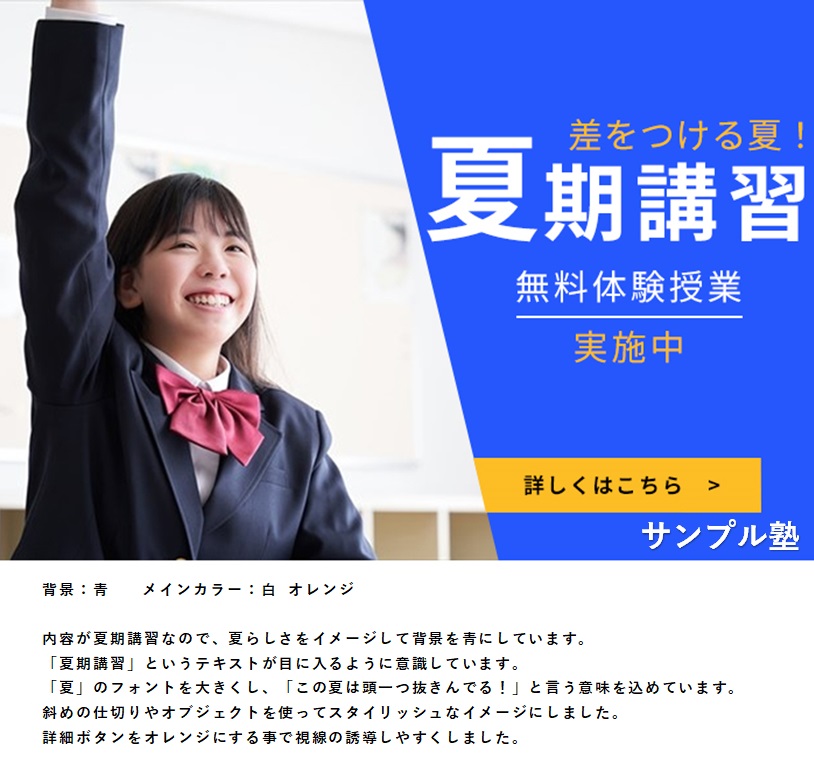 差をつける夏！
夏期講習
無料体験授業
実施中
詳しくはこちら　>
サンプル塾
背景：青　　メインカラー：白 オレンジ
内容が夏期講習なので、夏らしさをイメージして背景を青にしています。
「夏期講習」というテキストが目に入るように意識しています。
「夏」のフォントを大きくし、「この夏は頭一つ抜きんでる！」と言う意味を込めています。
斜めの仕切りやオブジェクトを使ってスタイリッシュなイメージにしました。
詳細ボタンをオレンジにする事で視線の誘導しやすくしました。